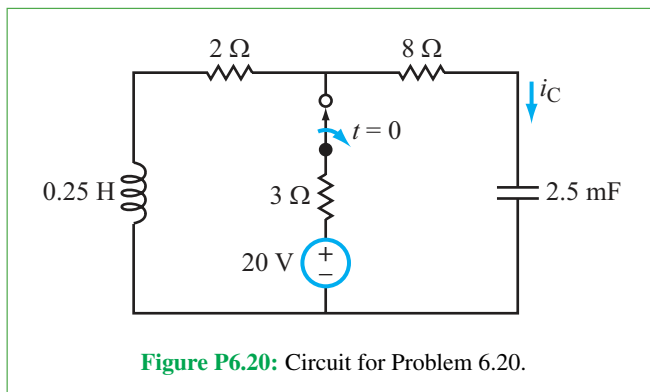 2 Ω 8 Ω
iC
t = 0
0.25 H 3 Ω 2.5 mF
20 V + −
Figure P6.20: Circuit for Problem 6.20.